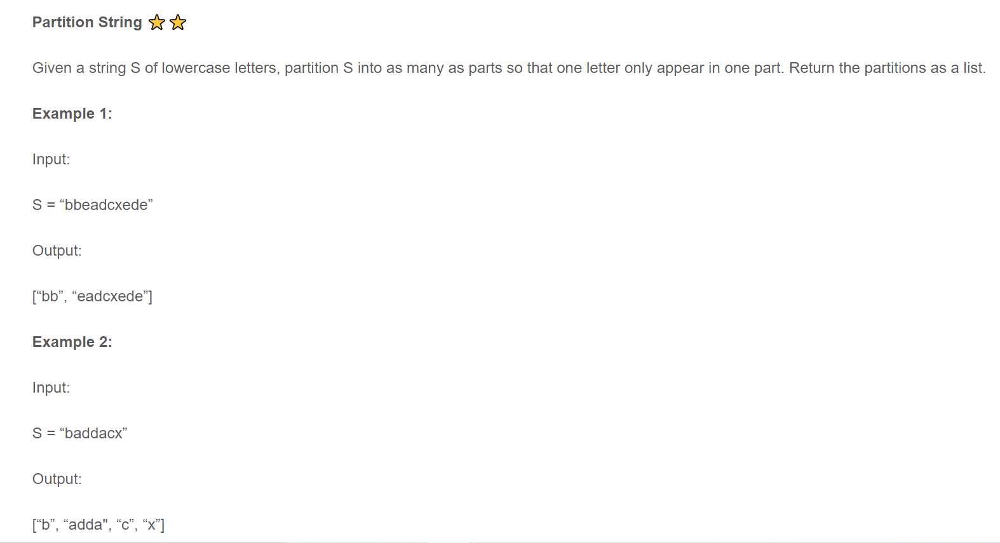 Partition String ⭐⭐
Given a string S of lowercase letters, partition S into as many as parts so that one letter only appear in one part. Return the partitions as a list.
Example 1:
Input:
S = “bbeadcxede”
Output:
[“bb”, “eadcxede”]
Example 2:
Input:
S = “baddacx”
Output:
[“b”, “adda", “c”, “x”]